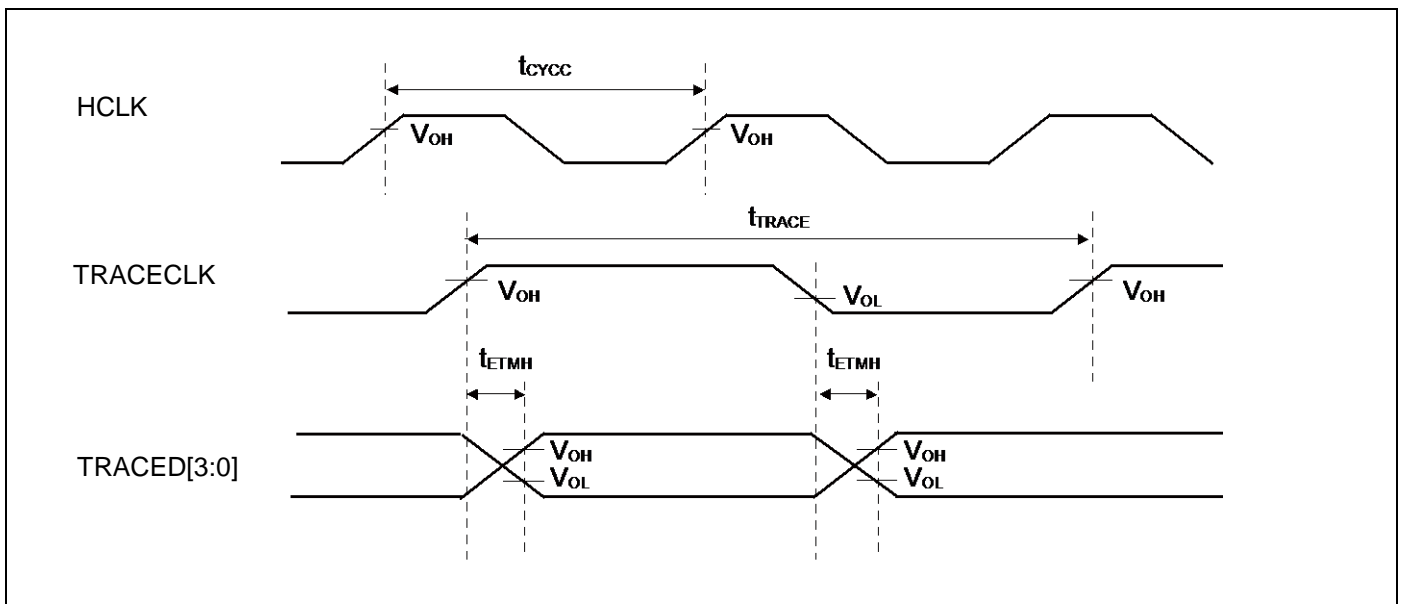 tCYCC
HCLK
VOH VOH
tTRACE
TRACECLK
VOH VOL VOH
tETMH tETMH
TRACED[3:0]
VOH VOH
VOL VOL